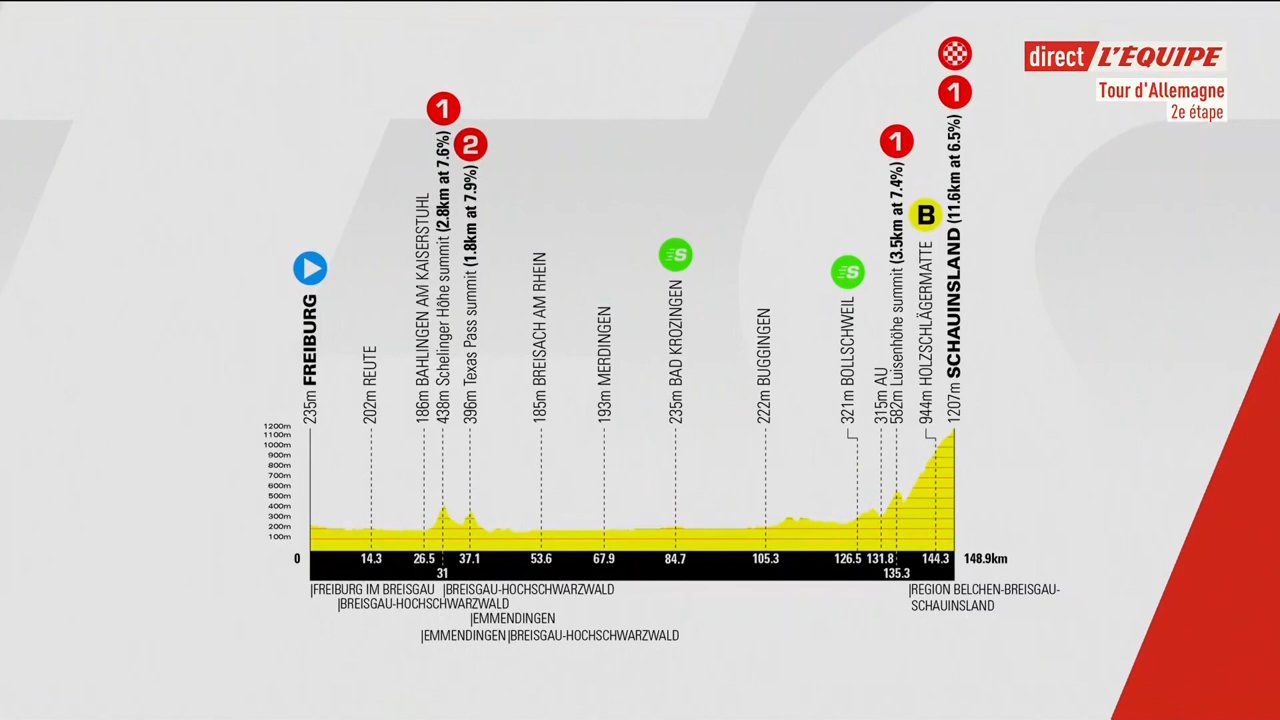 direct L'ÉQUIPE
Tour d'Allemagne
2e étape
235m FREIBURG
202m REUTE
186m BAHLINGEN AM KAISERSTUHL
1
438m Schelinger Höhe summit (2.8km at 7.6%)
2
396m Texas Pass summit (1.8km at 7.9%)
185m BREISACH AM RHEIN
193m MERDINGEN
S
235m BAD KROZINGEN
222m BUGGINGEN
S
321m BOLLSCHWEIL
315m AU
1
582m Luisenhöhe summit (3.5km at 7.4%)
B
944m HOLZSCHLÄGERMATTE
1
1207m SCHAUINSLAND (11.6km at 6.5%)
1200m
1100m
1000m
900m
800m
700m
600m
500m
400m
300m
200m
100m
0 14.3 26.5 37.1 53.6 67.9 84.7 105.3 126.5 131.8 144.3 148.9km
31 135.3
|FREIBURG IM BREISGAU |BREISGAU-HOCHSCHWARZWALD |REGION BELCHEN-BREISGAU-
|BREISGAU-HOCHSCHWARZWALD SCHAUINSLAND
|EMMENDINGEN
|EMMENDINGEN |BREISGAU-HOCHSCHWARZWALD